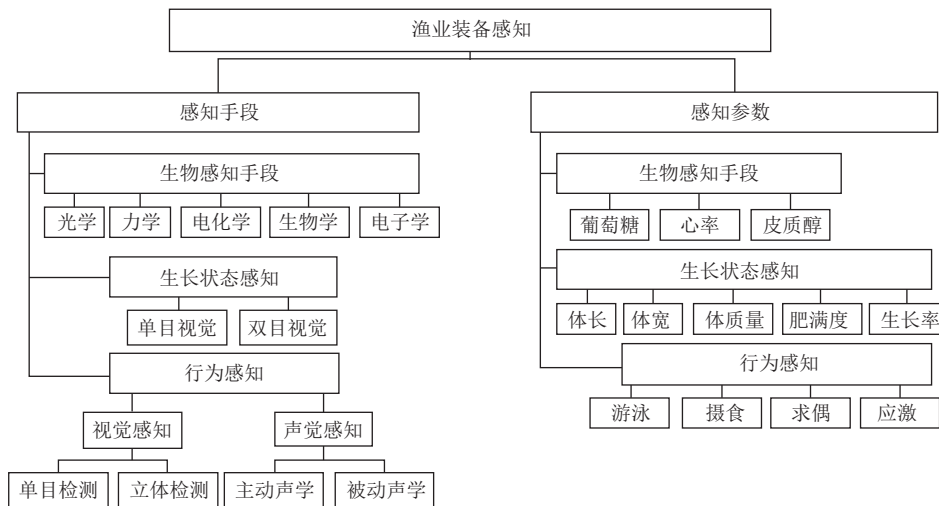 渔业装备感知
感知手段
感知参数
生物感知手段
光学 力学 电化学 生物学 电子学
生长状态感知
单目视觉 双目视觉
行为感知
视觉感知 声觉感知
单目检测 立体检测 主动声学 被动声学
生物感知手段
葡萄糖 心率 皮质醇
生长状态感知
体长 体宽 体质量 肥满度 生长率
行为感知
游泳 摄食 求偶 应激